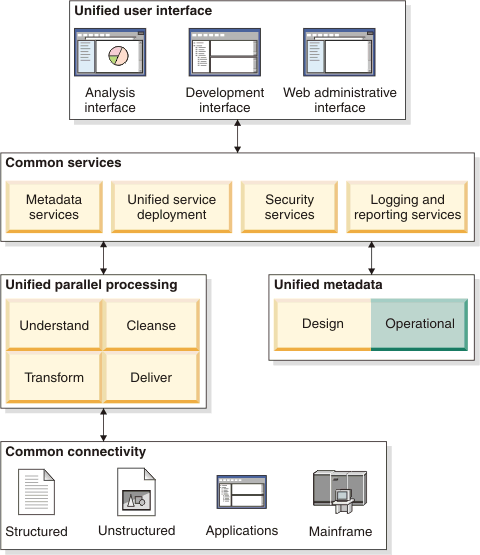 Unified user interface
Analysis
interface
Development
interface
Web administrative
interface
Common services
Metadata
services
Unified service
deployment
Security
services
Logging and
reporting services
Unified parallel processing
Understand
Cleanse
Transform
Deliver
Unified metadata
Design
Operational
Common connectivity
Structured
Unstructured
Applications
Mainframe